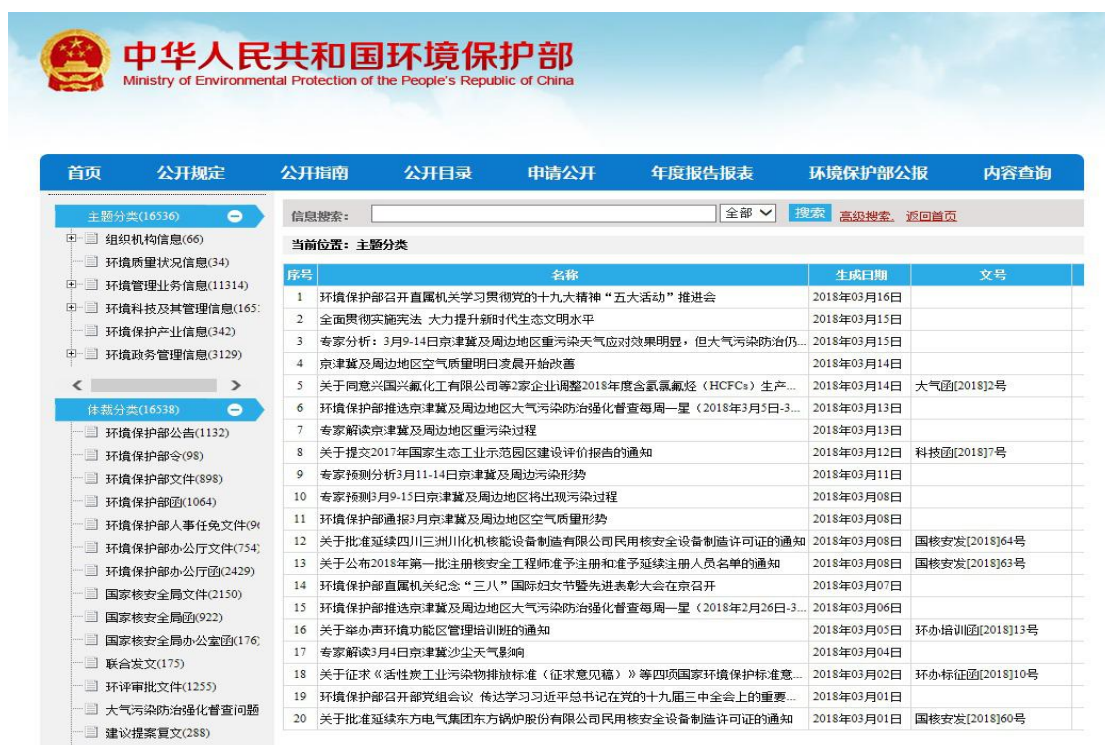 中华人民共和国环境保护部
Ministry of Environmental Protection of the People's Republic of China
首页 公开规定 公开指南 公开目录 申请公开 年度报告报表 环境保护部公报 内容查询
主题分类(16536)
组织机构信息(66)
环境质量状况信息(34)
环境管理业务信息(11314)
环境科技及其管理信息(165
环境保护产业信息(342)
环境政务管理信息(3129)
体裁分类(16538)
环境保护部公告(1132)
环境保护部令(98)
环境保护部文件(898)
环境保护部函(1064)
环境保护部人事任免文件(9
环境保护部办公厅文件(754
环境保护部办公厅函(2429)
国家核安全局文件(2150)
国家核安全局函(922)
国家核安全局办公室函(176
联合发文(175)
环评审批文件(1255)
大气污染防治强化督查问题
建议提案复文(288)
信息搜索： 全部 搜索 高级搜索. 返回首页
当前位置：主题分类
序号 名称 生成日期 文号
1 环境保护部召开直属机关学习贯彻党的十九大精神“五大活动”推进会 2018年03月16日
2 全面贯彻实施宪法 大力提升新时代生态文明水平 2018年03月15日
3 专家分析：3月9-14日京津冀及周边地区重污染天气应对效果明显，但大气污染防治仍... 2018年03月15日
4 京津冀及周边地区空气质量明日凌晨开始改善 2018年03月14日
5 关于同意兴国兴氟化工有限公司等2家企业调整2018年度含氢氯氟烃（HCFCs）生产... 2018年03月14日 大气函[2018]2号
6 环境保护部推选京津冀及周边地区大气污染防治强化督查每周一星（2018年3月5日-3... 2018年03月13日
7 专家解读京津冀及周边地区重污染过程 2018年03月13日
8 关于提交2017年国家生态工业示范园区建设评价报告的通知 2018年03月12日 科技函[2018]7号
9 专家预测分析3月11-14日京津冀及周边污染形势 2018年03月11日
10 专家预测3月9-15日京津冀及周边地区将出现污染过程 2018年03月08日
11 环境保护部通报3月京津冀及周边地区空气质量形势 2018年03月08日
12 关于批准延续四川三洲川化机核能设备制造有限公司民用核安全设备制造许可证的通知 2018年03月08日 国核安发[2018]64号
13 关于公布2018年第一批注册核安全工程师准予注册和准予延续注册人员名单的通知 2018年03月08日 国核安发[2018]63号
14 环境保护部直属机关纪念“三八”国际妇女节暨先进表彰大会在京召开 2018年03月07日
15 环境保护部推选京津冀及周边地区大气污染防治强化督查每周一星（2018年2月26日-3... 2018年03月06日
16 关于举办声环境功能区管理培训班的通知 2018年03月05日 环办培训函[2018]13号
17 专家解读3月4日京津冀沙尘天气影响 2018年03月04日
18 关于征求《活性炭工业污染物排放标准（征求意见稿）》等四项国家环境保护标准意... 2018年03月02日 环办标征函[2018]10号
19 环境保护部召开部党组会议 传达学习习近平总书记在党的十九届三中全会上的重要... 2018年03月01日
20 关于批准延续东方电气集团东方锅炉股份有限公司民用核安全设备制造许可证的通知 2018年03月01日 国核安发[2018]60号